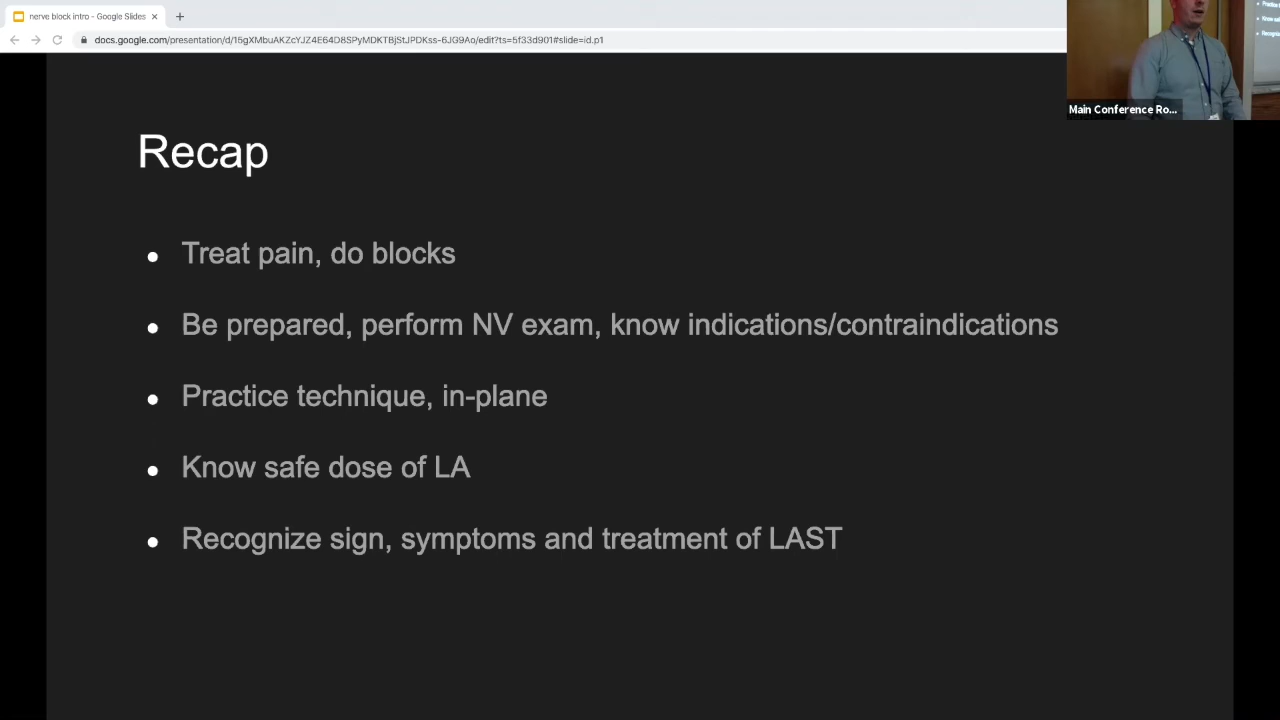 nerve block intro - Google Slides
docs.google.com/presentation/d/15gXMbuAKZcYJZ4E64D8SPyMDKTBjStJPDKss-6JG9Ao/edit?ts=5f33d901#slide=id.p1
Main Conference Ro...
Recap
Treat pain, do blocks
Be prepared, perform NV exam, know indications/contraindications
Practice technique, in-plane
Know safe dose of LA
Recognize sign, symptoms and treatment of LAST